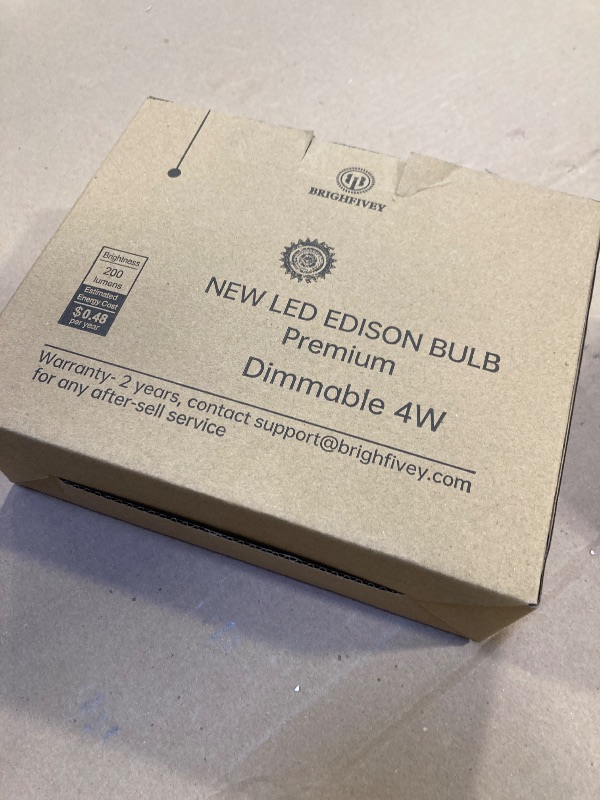 BRIGHFIVEY
NEW LED EDISON BULB
Premium
Dimmable 4W
Brightness
200
lumens
Estimated
Energy Cost
$0.48
per year
Warranty- 2 years, contact support@brighfivey.com
for any after-sell service